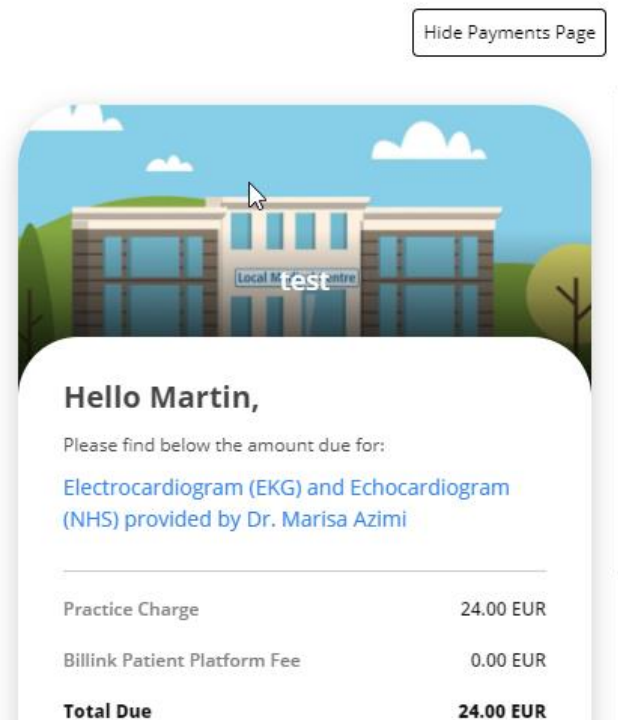 Hide Payments Page
Local M
entre
test
Hello Martin,
Please find below the amount due for:
Electrocardiogram (EKG) and Echocardiogram
(NHS) provided by Dr. Marisa Azimi
Practice Charge 24.00 EUR
Billink Patient Platform Fee 0.00 EUR
Total Due 24.00 EUR